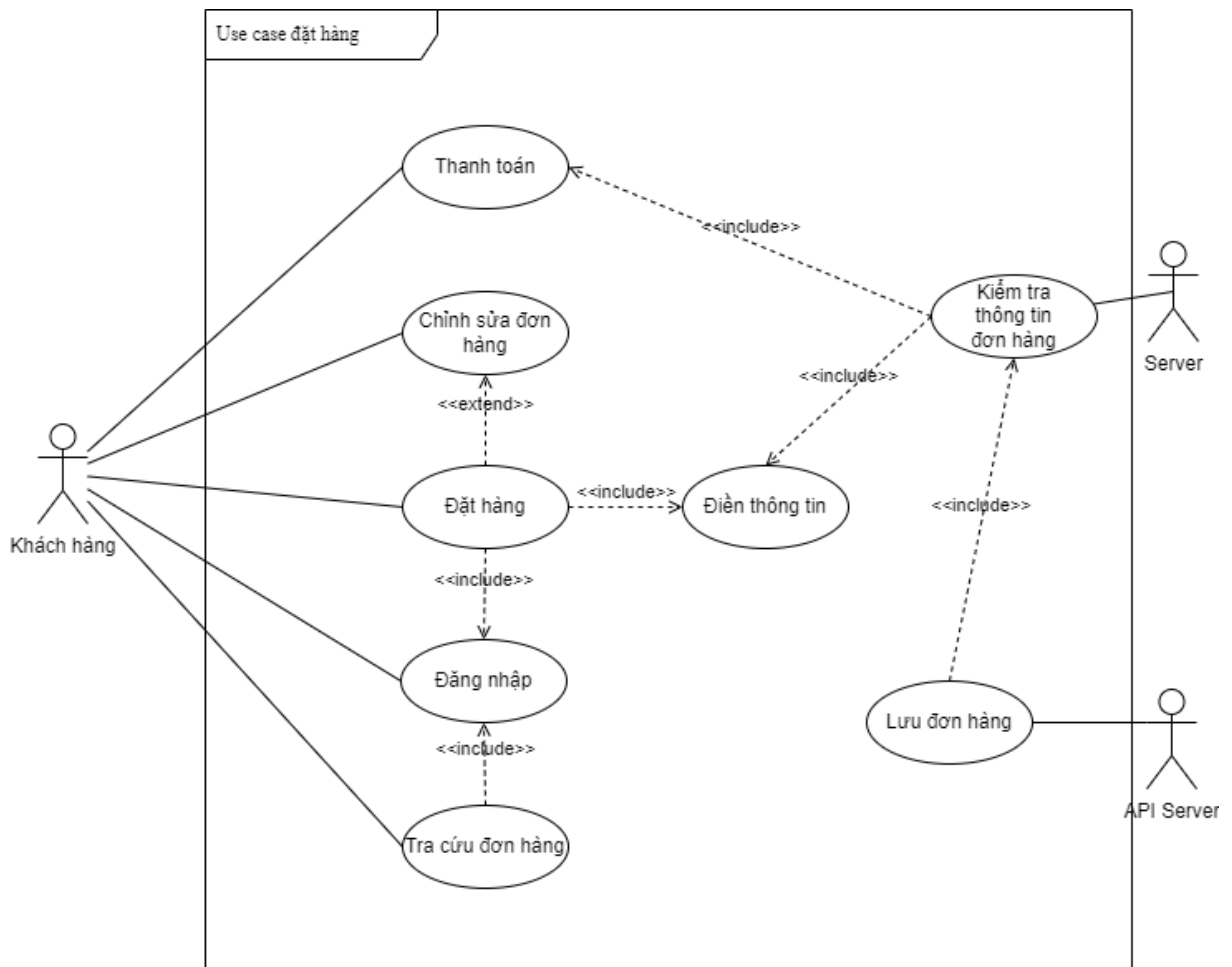 Use case đặt hàng
Thanh toán
<<include>>
Kiểm tra
thông tin
đơn hàng
Server
Chỉnh sửa đơn
hàng
<<include>>
<<extend>>
Khách hàng
Đặt hàng
<<include>>
Điền thông tin
<<include>>
<<include>>
Đăng nhập
Lưu đơn hàng
<<include>>
API Server
Tra cứu đơn hàng